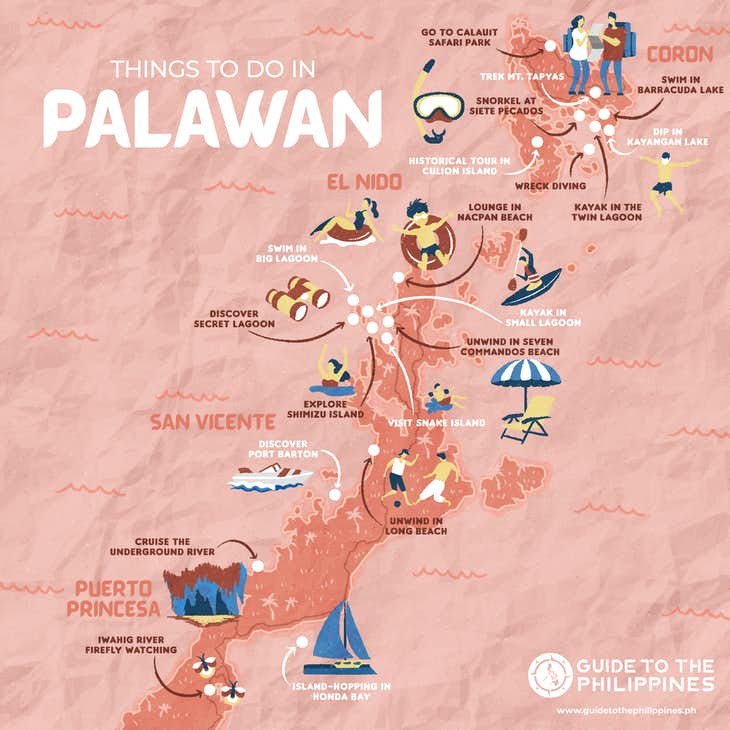 THINGS TO DO IN
PALAWAN
GO TO CALAUIT
SAFARI PARK
CORON
TREK MT. TAPYAS
SWIM IN
BARRACUDA LAKE
SNORKEL AT
SIETE PECADOS
DIP IN
KAYANGAN LAKE
HISTORICAL TOUR IN
CULION ISLAND
WRECK DIVING
KAYAK IN THE
TWIN LAGOON
EL NIDO
LOUNGE IN
NACPAN BEACH
SWIM IN
BIG LAGOON
DISCOVER
SECRET LAGOON
KAYAK IN
SMALL LAGOON
UNWIND IN SEVEN
COMMANDOS BEACH
EXPLORE
SHIMIZU ISLAND
VISIT SNAKE ISLAND
SAN VICENTE
DISCOVER
PORT BARTON
UNWIND IN
LONG BEACH
CRUISE THE
UNDERGROUND RIVER
PUERTO
PRINCESA
IWAHIG RIVER
FIREFLY WATCHING
ISLAND-HOPPING IN
HONDA BAY
GUIDE TO THE
PHILIPPINES
www.guidetothephilippines.ph